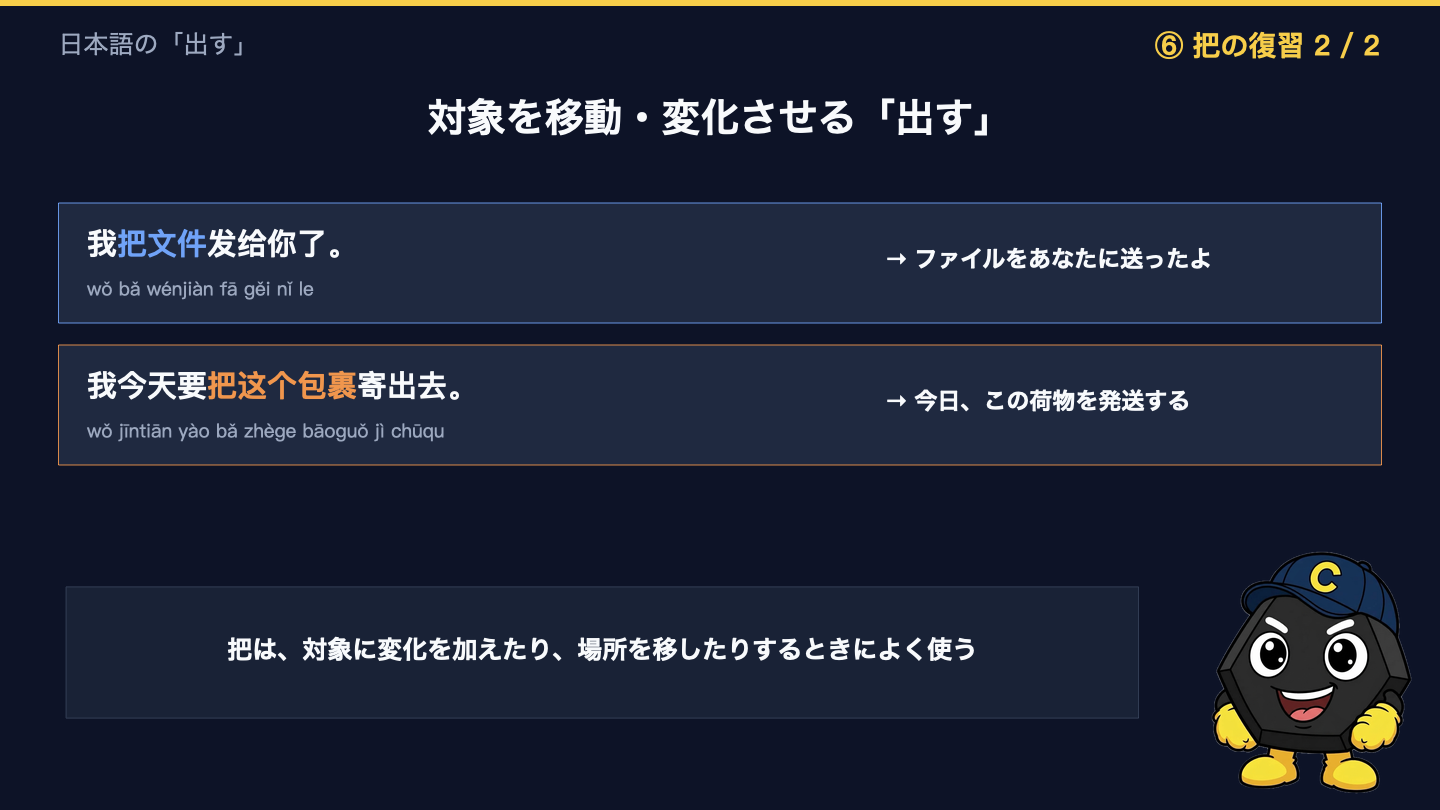 日本語の「出す」
⑥ 把の復習 2 / 2
対象を移動・変化させる「出す」
我把文件发给你了。
wǒ bǎ wénjiàn fā gěi nǐ le
→ ファイルをあなたに送ったよ
我今天要把这个包裹寄出去。
wǒ jīntiān yào bǎ zhège bāoguǒ jì chūqu
→ 今日、この荷物を発送する
把は、対象に変化を加えたり、場所を移したりするときによく使う
C